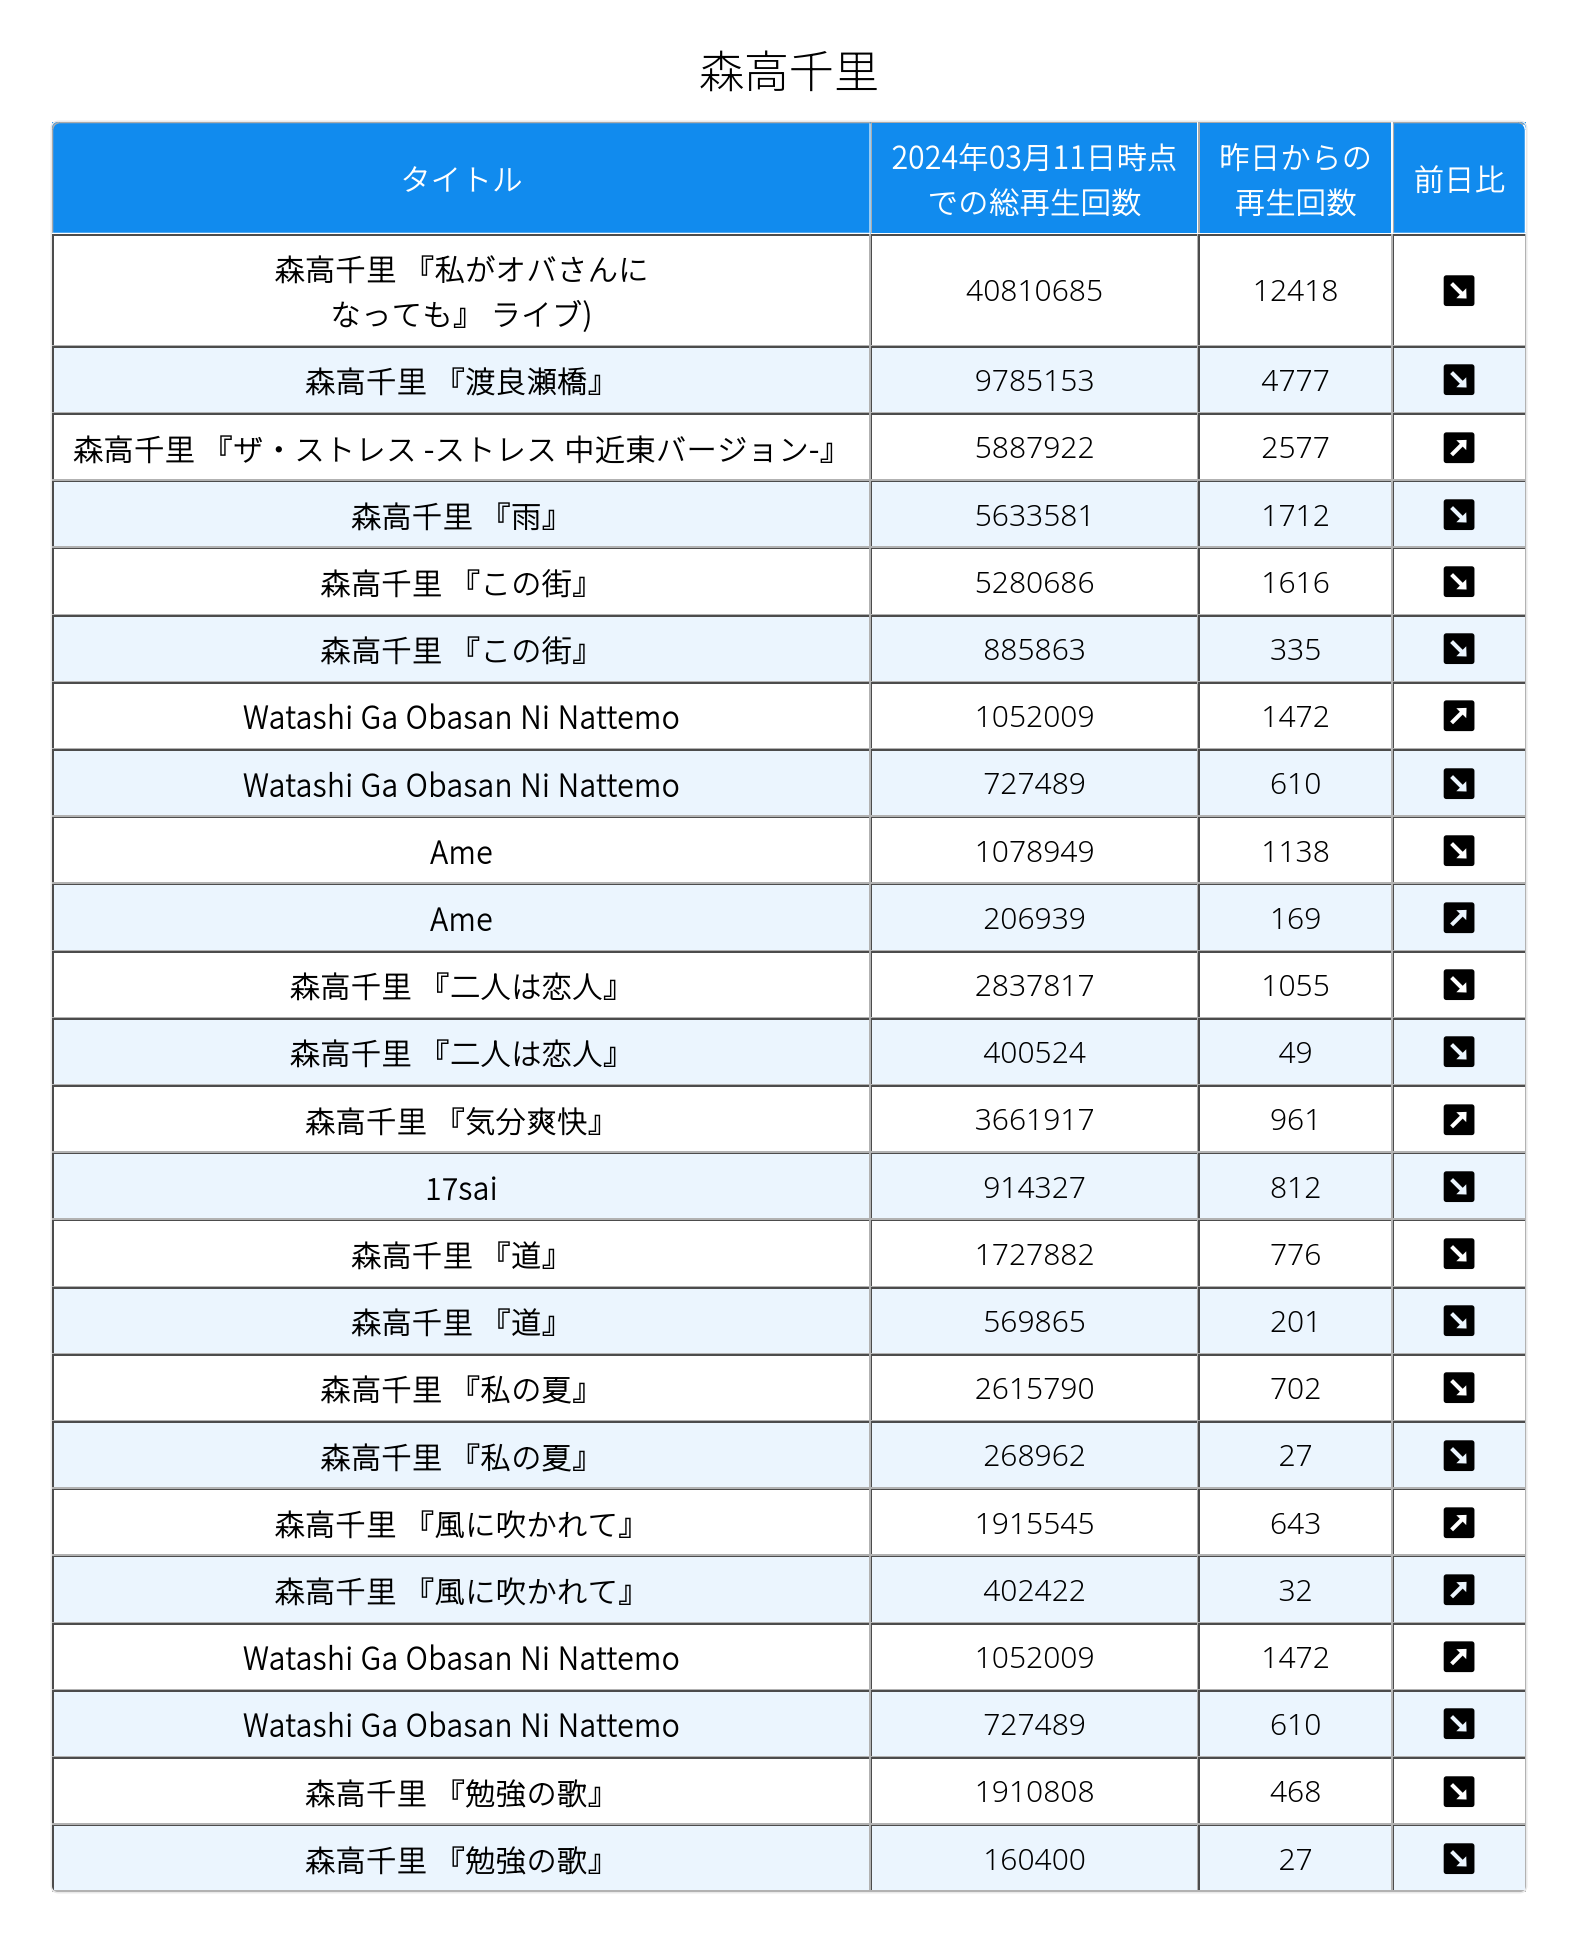 森高千里
タイトル
2024年03月11日時点
での総再生回数
昨日からの
再生回数
前日比
森高千里 『私がオバさんに
なっても』 ライブ)
40810685 12418 ↘
森高千里 『渡良瀬橋』 9785153 4777 ↘
森高千里 『ザ・ストレス -ストレス 中近東バージョン-』 5887922 2577 ↗
森高千里 『雨』 5633581 1712 ↘
森高千里 『この街』 5280686 1616 ↘
森高千里 『この街』 885863 335 ↘
Watashi Ga Obasan Ni Nattemo 1052009 1472 ↗
Watashi Ga Obasan Ni Nattemo 727489 610 ↘
Ame 1078949 1138 ↘
Ame 206939 169 ↗
森高千里 『二人は恋人』 2837817 1055 ↘
森高千里 『二人は恋人』 400524 49 ↘
森高千里 『気分爽快』 3661917 961 ↗
17sai 914327 812 ↘
森高千里 『道』 1727882 776 ↘
森高千里 『道』 569865 201 ↘
森高千里 『私の夏』 2615790 702 ↘
森高千里 『私の夏』 268962 27 ↘
森高千里 『風に吹かれて』 1915545 643 ↗
森高千里 『風に吹かれて』 402422 32 ↗
Watashi Ga Obasan Ni Nattemo 1052009 1472 ↗
Watashi Ga Obasan Ni Nattemo 727489 610 ↘
森高千里 『勉強の歌』 1910808 468 ↘
森高千里 『勉強の歌』 160400 27 ↘